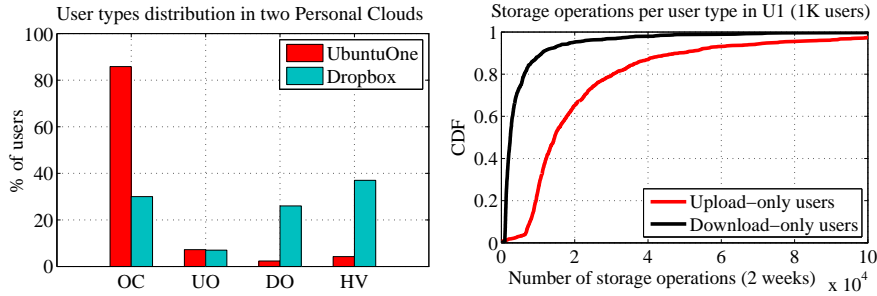 User types distribution in two Personal Clouds
100
80
60
40
20
0
% of users
UbuntuOne
Dropbox
OC UO DO HV
Storage operations per user type in U1 (1K users)
1
0.8
0.6
0.4
0.2
0
CDF
Upload−only users
Download−only users
0 2 4 6 8 10
Number of storage operations (2 weeks)
x 10^4